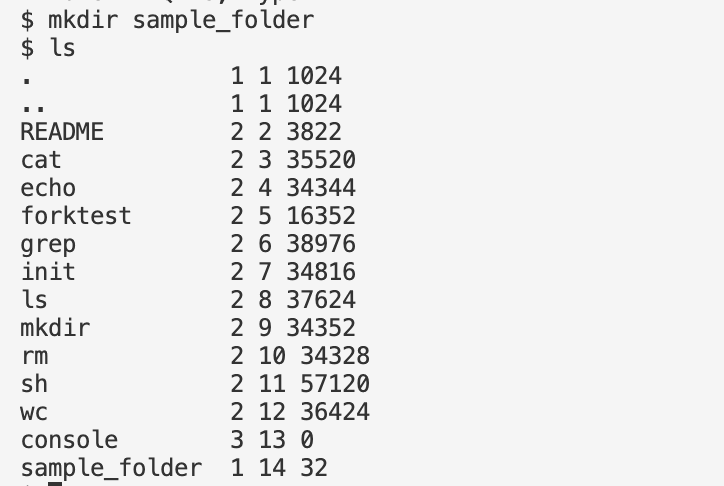 $ mkdir sample_folder
$ ls
. 1 1 1024
.. 1 1 1024
README 2 2 3822
cat 2 3 35520
echo 2 4 34344
forktest 2 5 16352
grep 2 6 38976
init 2 7 34816
ls 2 8 37624
mkdir 2 9 34352
rm 2 10 34328
sh 2 11 57120
wc 2 12 36424
console 3 13 0
sample_folder 1 14 32